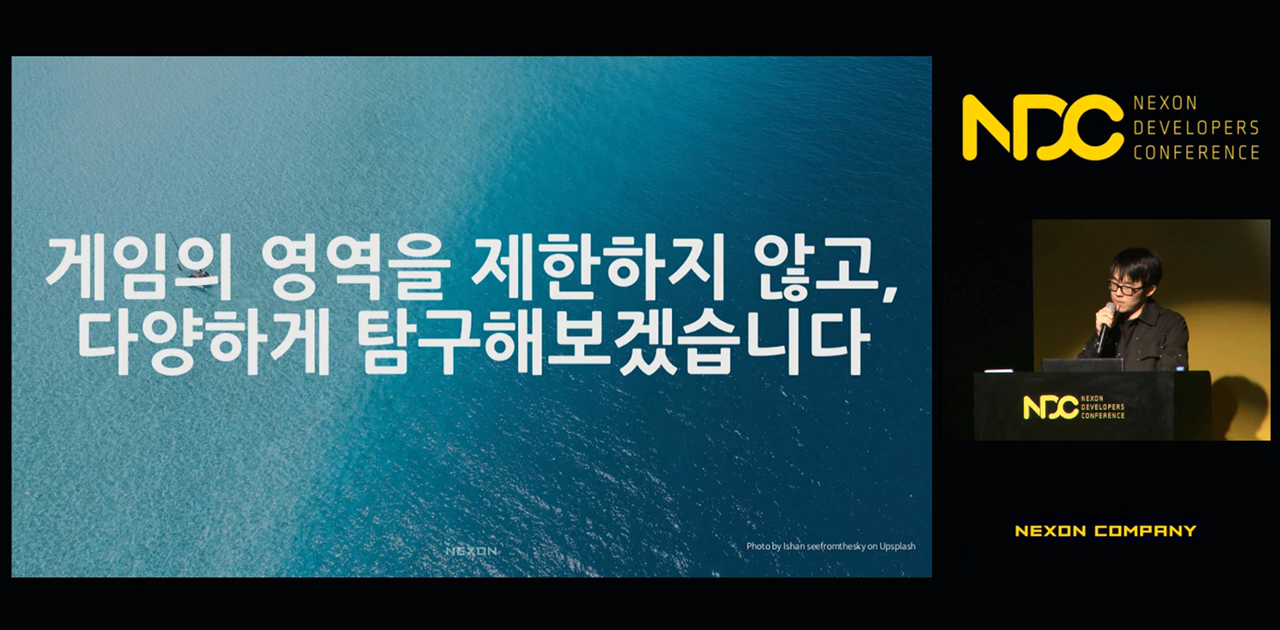 게임의 영역을 제한하지 않고,
다양하게 탐구해보겠습니다
NEXON
Photo by Ishan seefromthesky on Upsplash
NDC
NEXON
DEVELOPERS
CONFERENCE
NDC
NEXON
DEVELOPERS
CONFERENCE
NEXON COMPANY